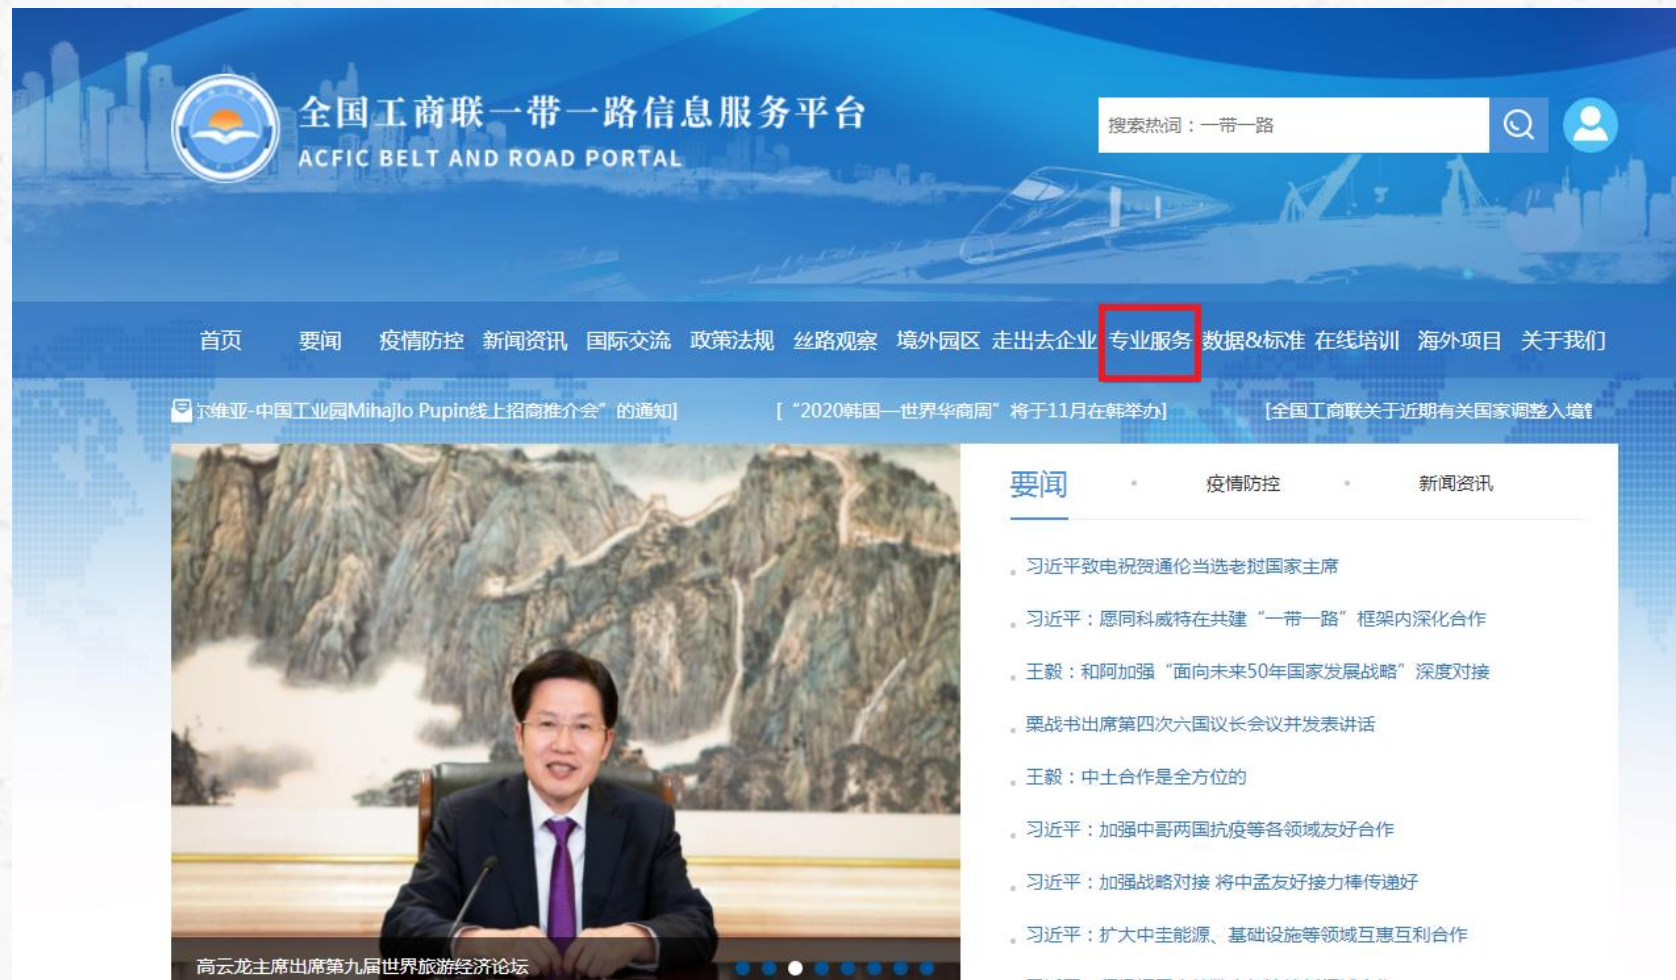 全国工商联一带一路信息服务平台
ACFIC BELT AND ROAD PORTAL
搜索热词：一带一路
首页 要闻 疫情防控 新闻资讯 国际交流 政策法规 丝路观察 境外园区 走出去企业 专业服务 数据&标准 在线培训 海外项目 关于我们
尔维亚-中国工业园Mihajlo Pupin线上招商推介会”的通知] [“2020韩国—世界华商周”将于11月在韩举办] [全国工商联关于近期有关国家调整入境管
要闻 疫情防控 新闻资讯
习近平致电祝贺通伦当选老挝国家主席
习近平：愿同科威特在共建“一带一路”框架内深化合作
王毅：和阿加强“面向未来50年国家发展战略”深度对接
栗战书出席第四次六国议长会议并发表讲话
王毅：中土合作是全方位的
习近平：加强中哥两国抗疫等各领域友好合作
习近平：加强战略对接 将中孟友好接力棒传递好
习近平：扩大中圭能源、基础设施等领域互惠互利合作
高云龙主席出席第九届世界旅游经济论坛